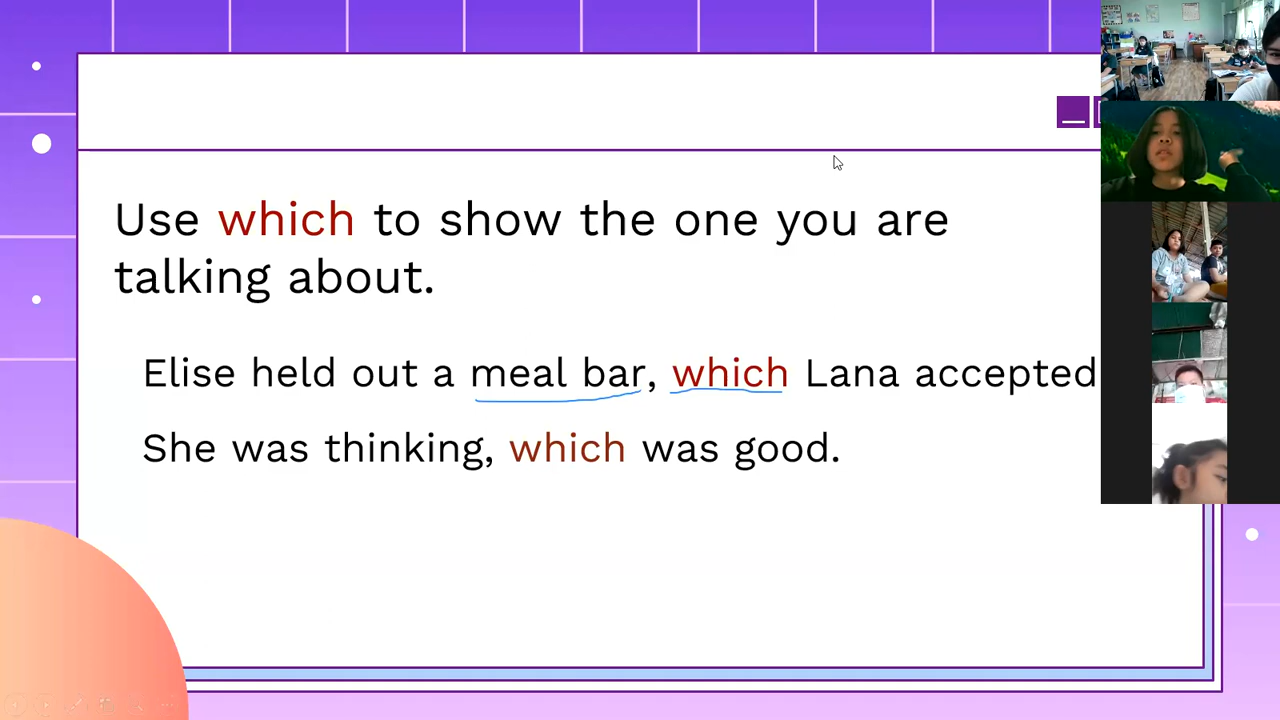 Use which to show the one you are
talking about.
Elise held out a meal bar, which Lana accepted
She was thinking, which was good.